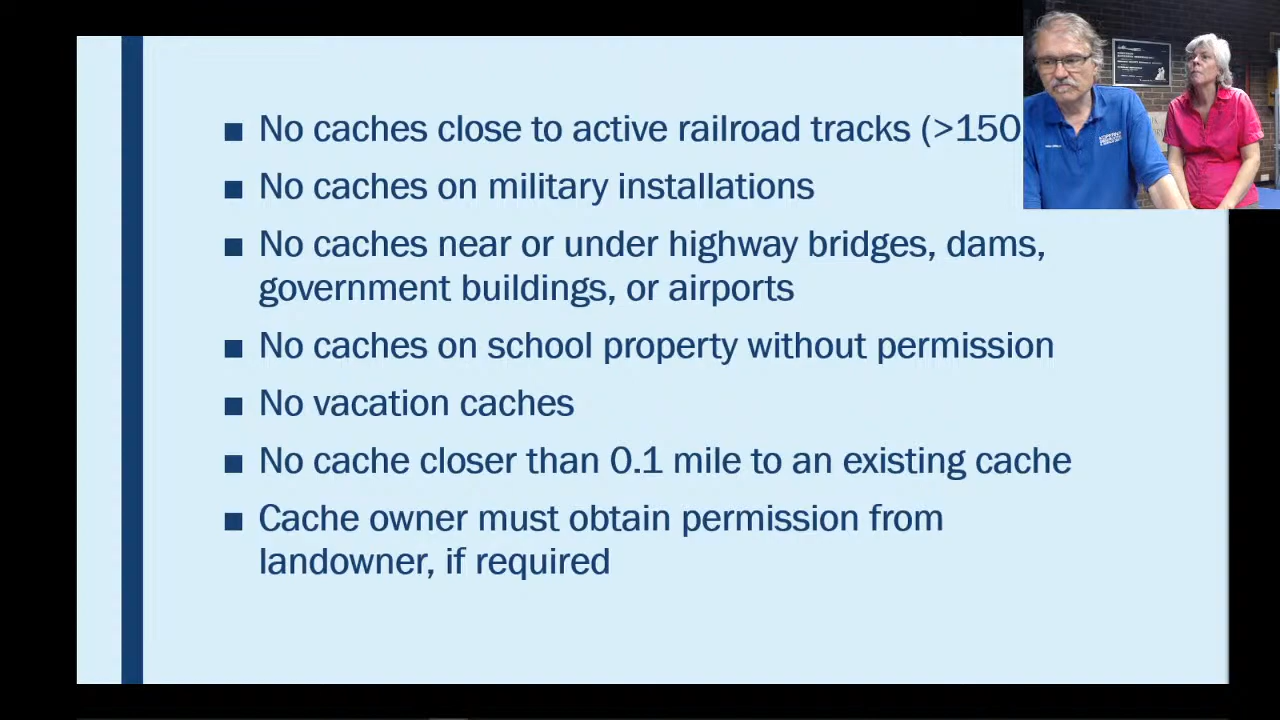 ■ No caches close to active railroad tracks (>150
■ No caches on military installations
■ No caches near or under highway bridges, dams,
government buildings, or airports
■ No caches on school property without permission
■ No vacation caches
■ No cache closer than 0.1 mile to an existing cache
■ Cache owner must obtain permission from
landowner, if required